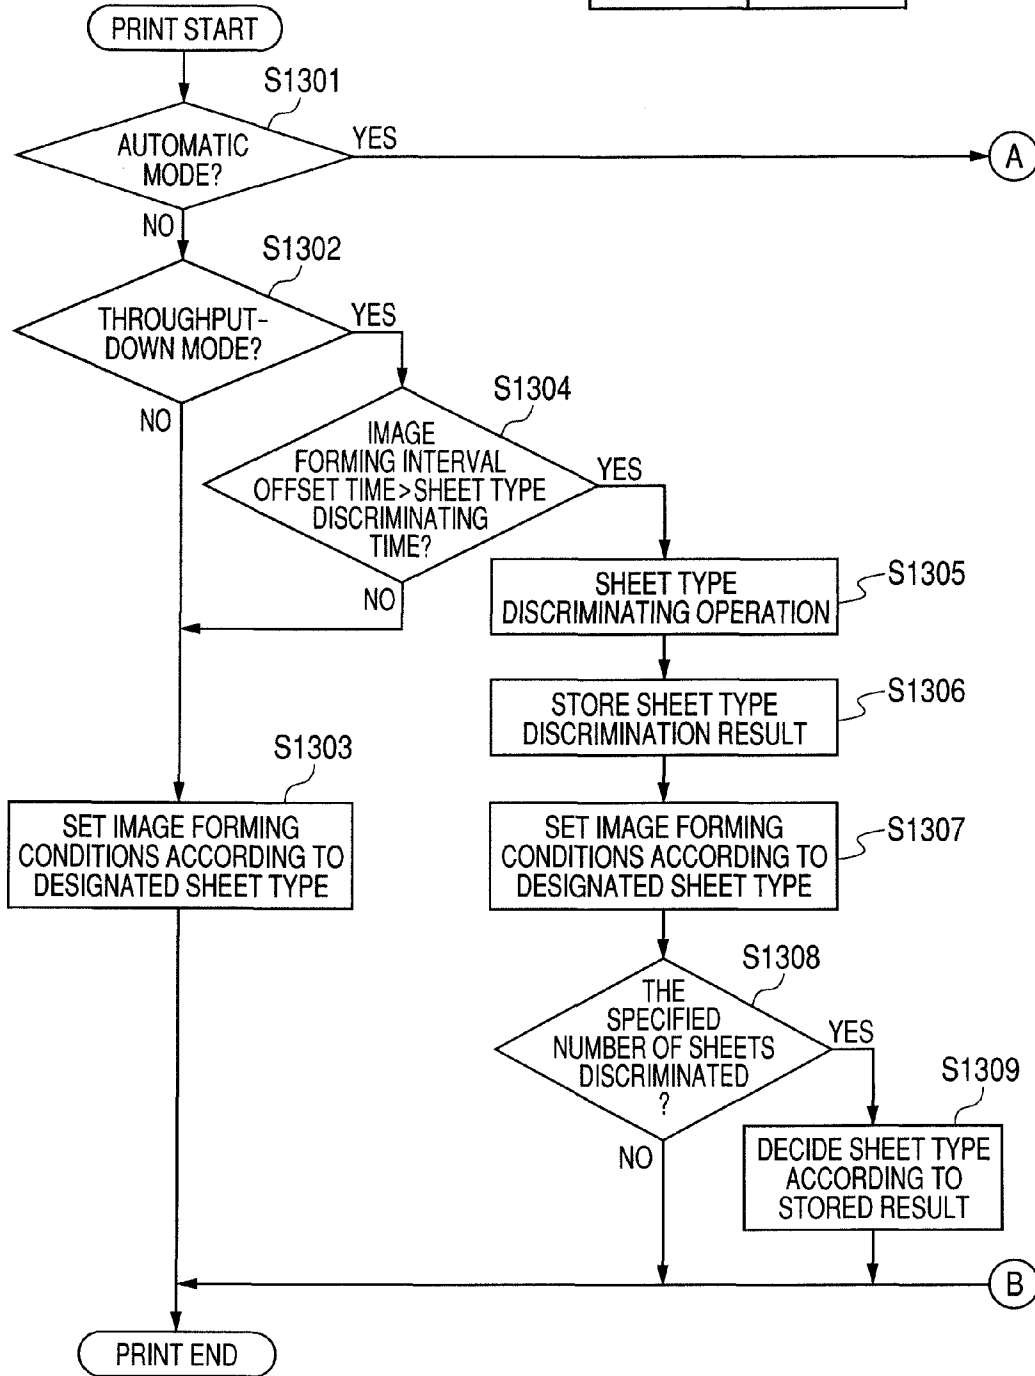 PRINT START
S1301
AUTOMATIC
MODE?
YES
A
NO
S1302
THROUGHPUT-
DOWN MODE?
YES
NO
S1304
IMAGE
FORMING INTERVAL
OFFSET TIME>SHEET TYPE
DISCRIMINATING
TIME?
YES
NO
S1305
SHEET TYPE
DISCRIMINATING OPERATION
S1306
STORE SHEET TYPE
DISCRIMINATION RESULT
S1303
SET IMAGE FORMING
CONDITIONS ACCORDING TO
DESIGNATED SHEET TYPE
S1307
SET IMAGE FORMING
CONDITIONS ACCORDING TO
DESIGNATED SHEET TYPE
S1308
THE
SPECIFIED
NUMBER OF SHEETS
DISCRIMINATED
?
YES
NO
S1309
DECIDE SHEET TYPE
ACCORDING TO
STORED RESULT
B
PRINT END